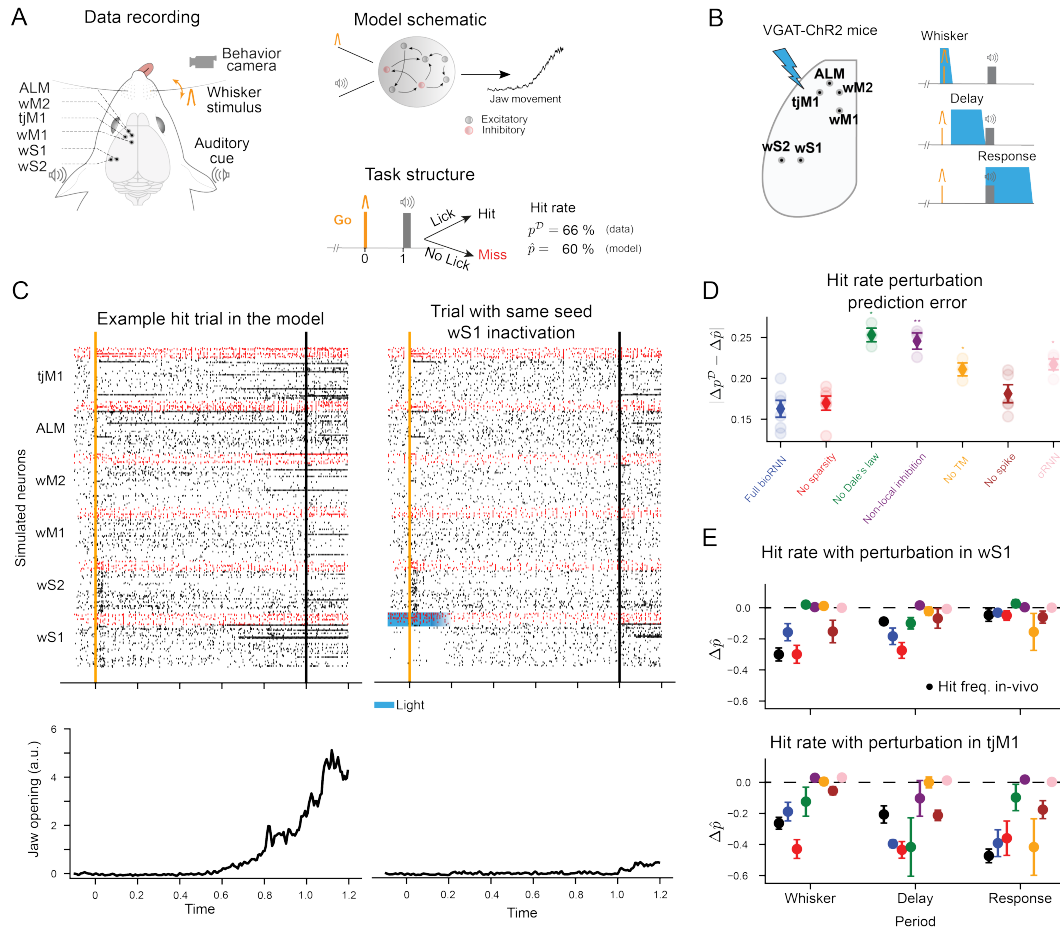 A
Data recording
Behavior
camera
Whisker
stimulus
ALM
wM2
tjM1
wM1
wS1
wS2
Auditory
cue
Model schematic
Jaw movement
Excitatory
Inhibitory
Task structure
Go
0
1
Lick
No Lick
Hit
Miss
Hit rate
p^D = 66 % (data)
p̂ = 60 % (model)
B
VGAT-ChR2 mice
ALM
wM2
tjM1
wM1
wS2
wS1
Whisker
Delay
Response
C
Example hit trial in the model
Trial with same seed
wS1 inactivation
Simulated neurons
tjM1
ALM
wM2
wM1
wS2
wS1
Light
Jaw opening (a.u.)
6
4
2
0
0 0.2 0.4 0.6 0.8 1.0 1.2
Time
0 0.2 0.4 0.6 0.8 1.0 1.2
Time
D
Hit rate perturbation
prediction error
|Δp^D − Δp̂|
0.25
0.20
0.15
Full bioRNN
No sparsity
No Dale's law
Non-local inhibition
No TM
No spike
σRNN
E
Hit rate with perturbation in wS1
Δp̂
0.0
−0.2
−0.4
−0.6
Hit freq. in-vivo
Hit rate with perturbation in tjM1
Δp̂
0.0
−0.2
−0.4
−0.6
Whisker
Delay
Response
Period